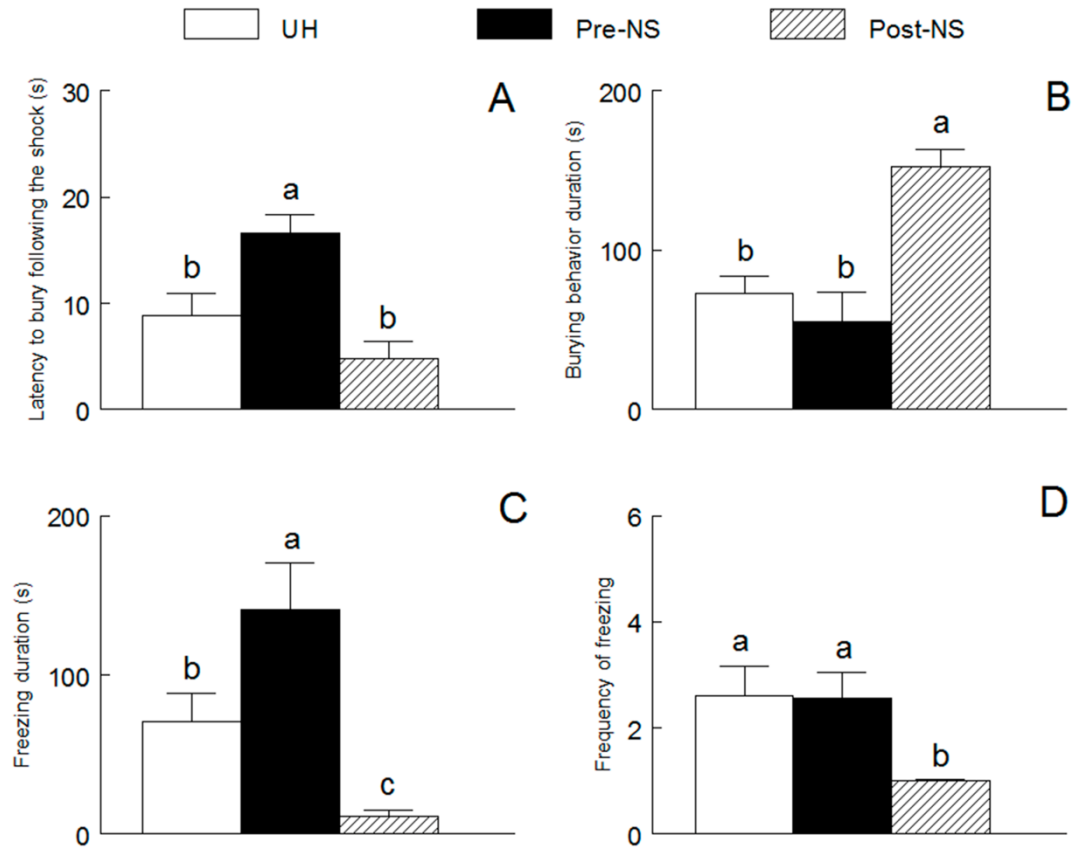 UH Pre-NS Post-NS
A
Latency to bury following the shock (s)
30
20
10
0
b
a
b
B
Burying behavior duration (s)
200
100
0
b
b
a
C
Freezing duration (s)
200
100
0
b
a
c
D
Frequency of freezing
6
4
2
0
a
a
b